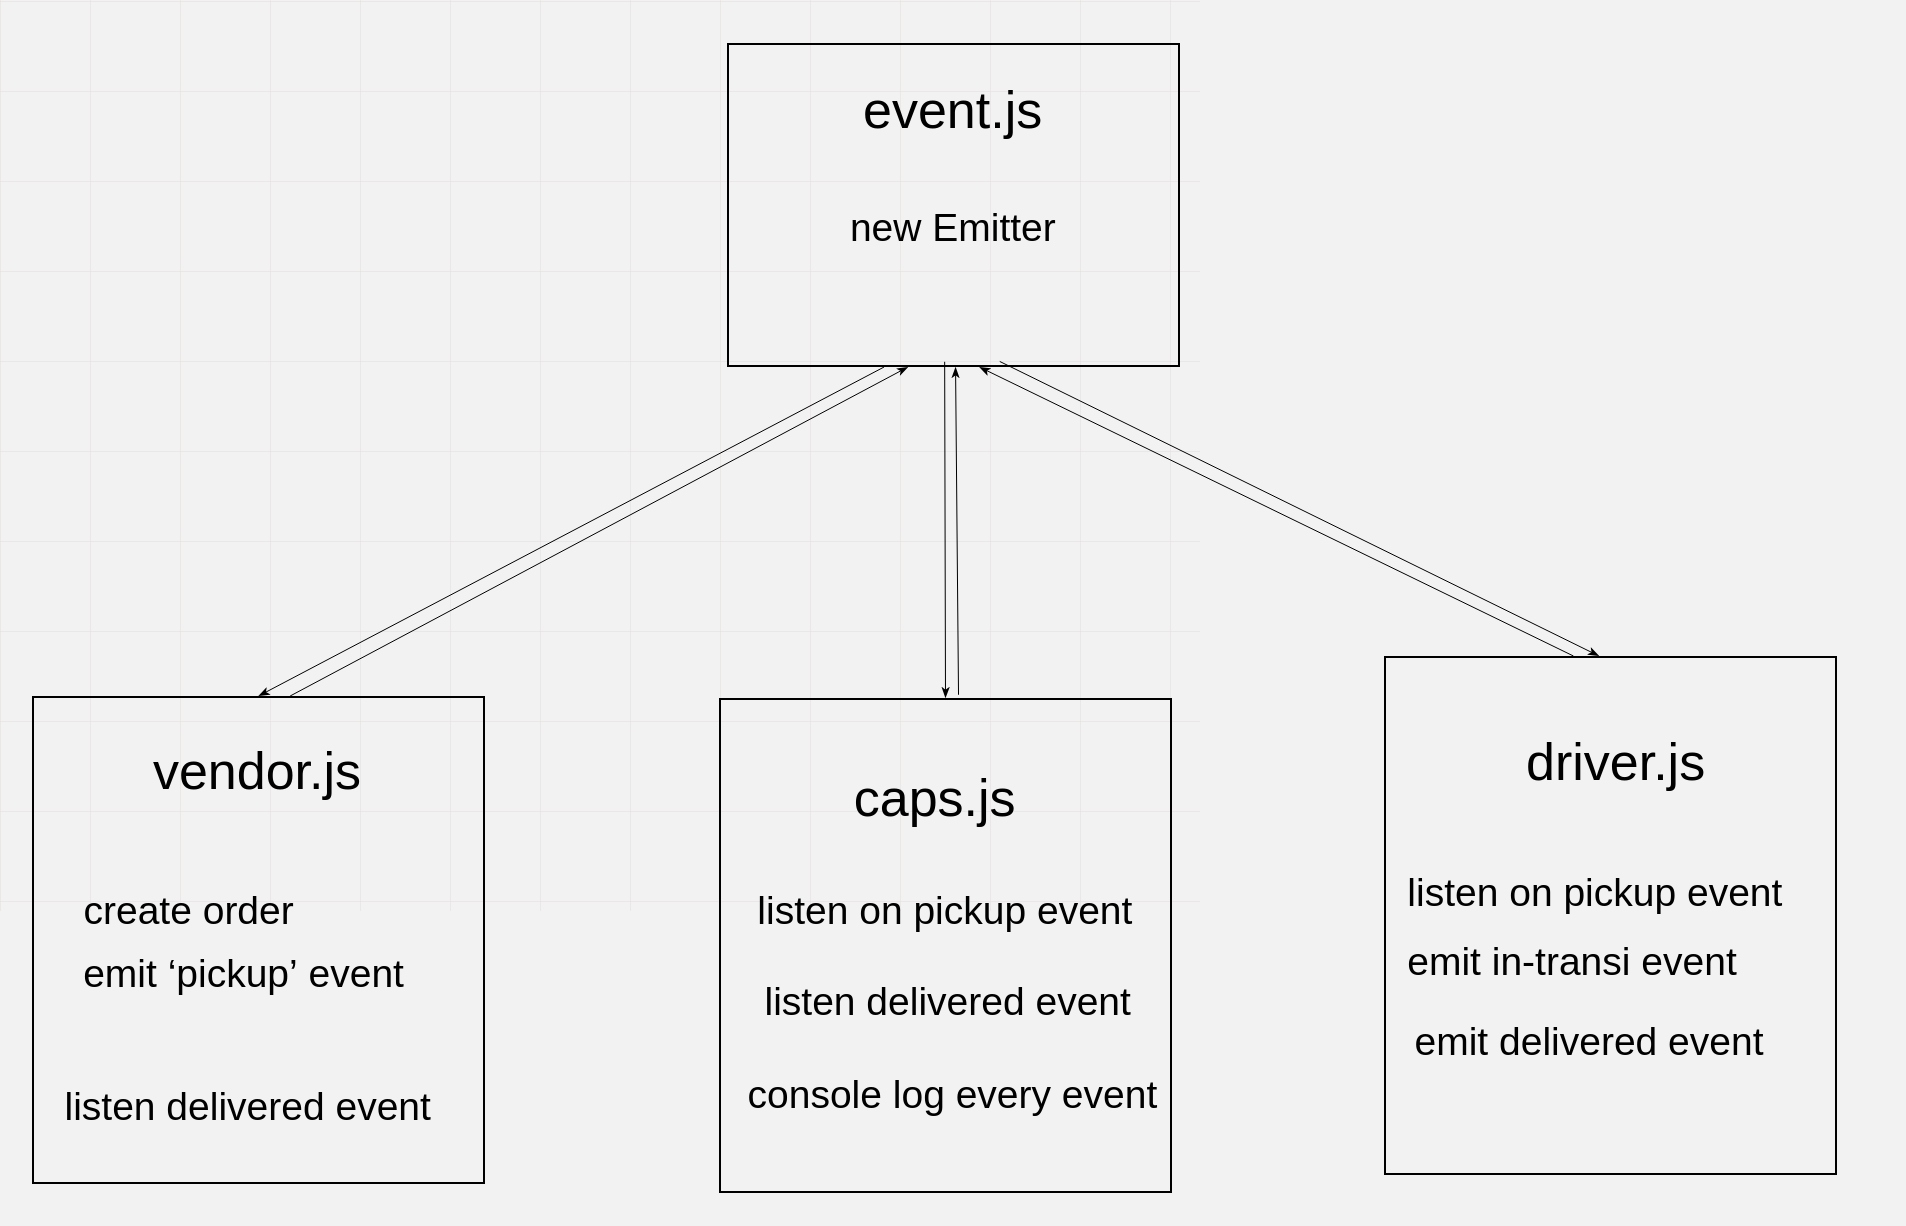 event.js
new Emitter
vendor.js
create order
emit ‘pickup’ event
listen delivered event
caps.js
listen on pickup event
listen delivered event
console log every event
driver.js
listen on pickup event
emit in-transi event
emit delivered event